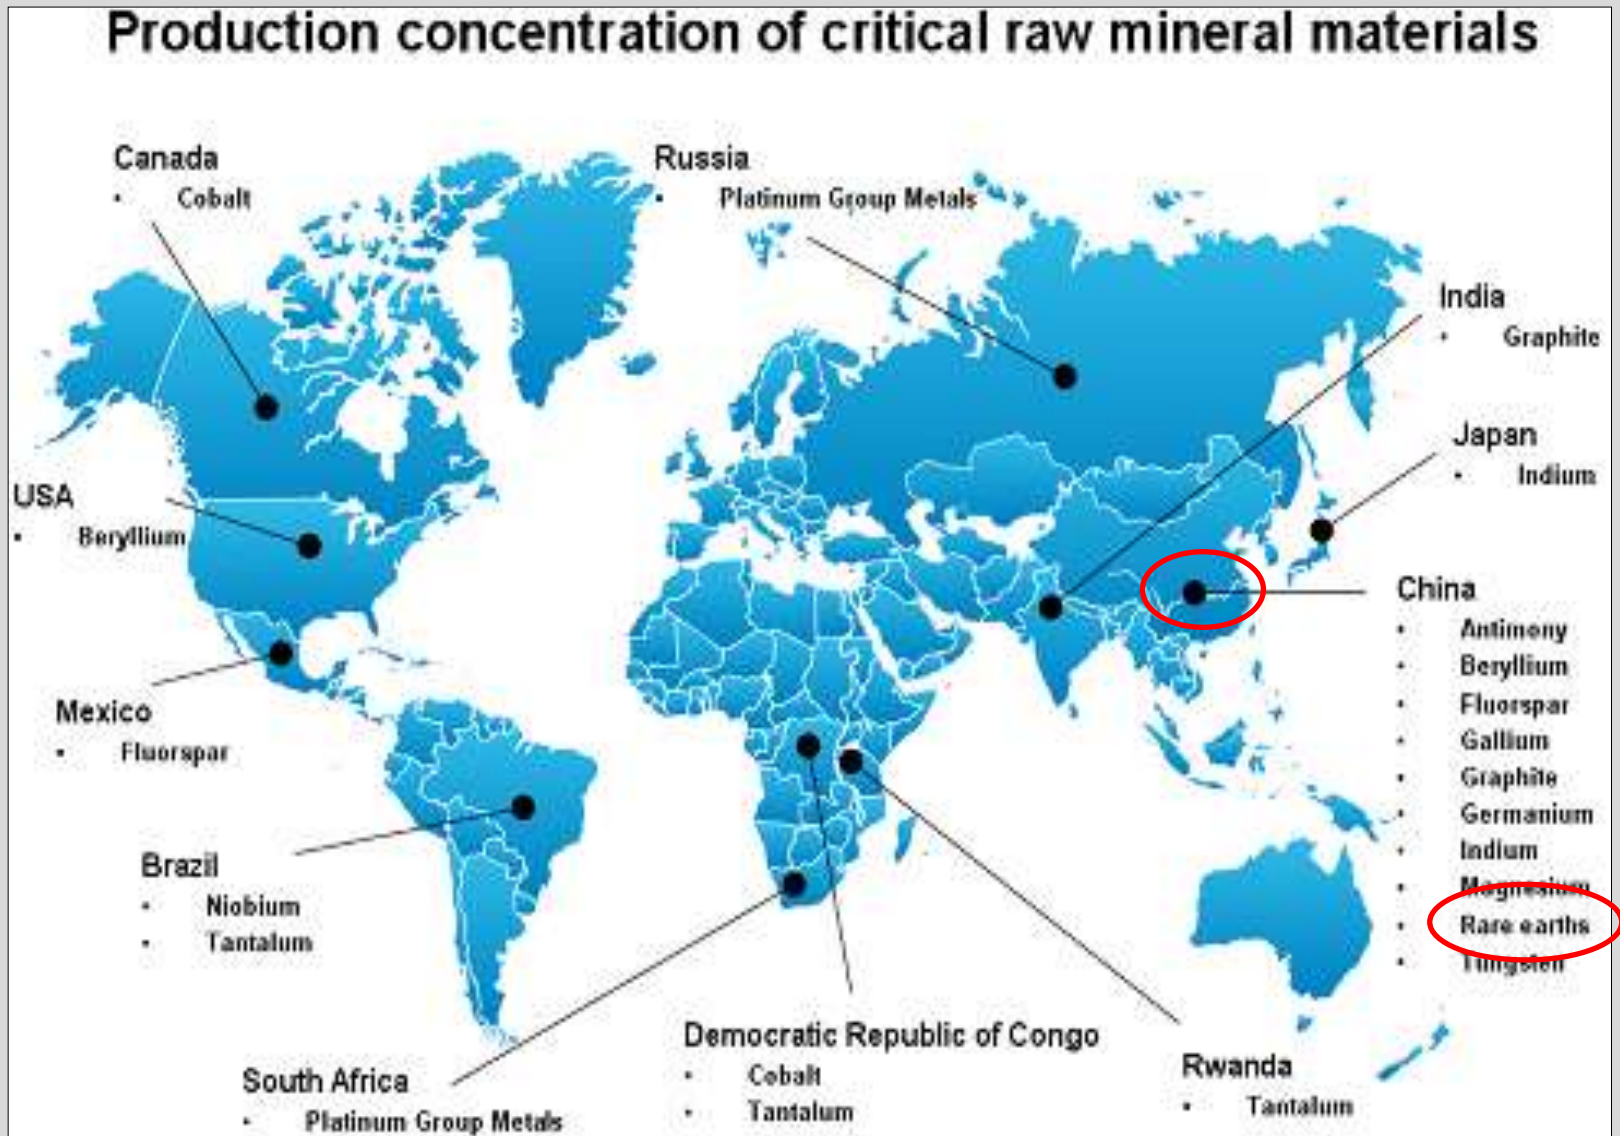 Production concentration of critical raw mineral materials
Canada
• Cobalt
Russia
• Platinum Group Metals
India
• Graphite
Japan
• Indium
USA
• Beryllium
China
• Antimony
• Beryllium
• Fluorspar
• Gallium
• Graphite
• Germanium
• Indium
• Magnesium
• Rare earths
• Tungsten
Mexico
• Fluorspar
Brazil
• Niobium
• Tantalum
South Africa
• Platinum Group Metals
Democratic Republic of Congo
• Cobalt
• Tantalum
Rwanda
• Tantalum